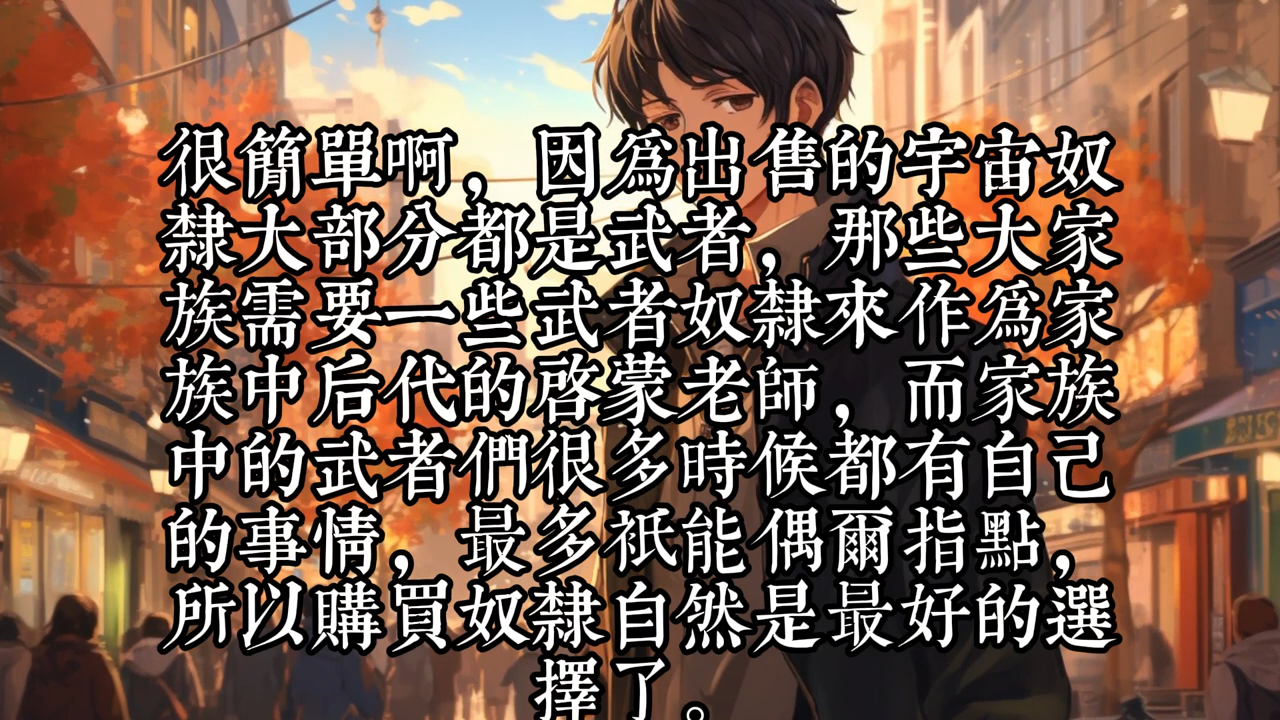 很簡單啊，因爲出售的宇宙奴
隸大部分都是武者，那些大家
族需要一些武者奴隸來作爲家
族中后代的啓蒙老師，而家族
中的武者們很多時候都有自己
的事情，最多祇能偶爾指點，
所以購買奴隸自然是最好的選
擇了。